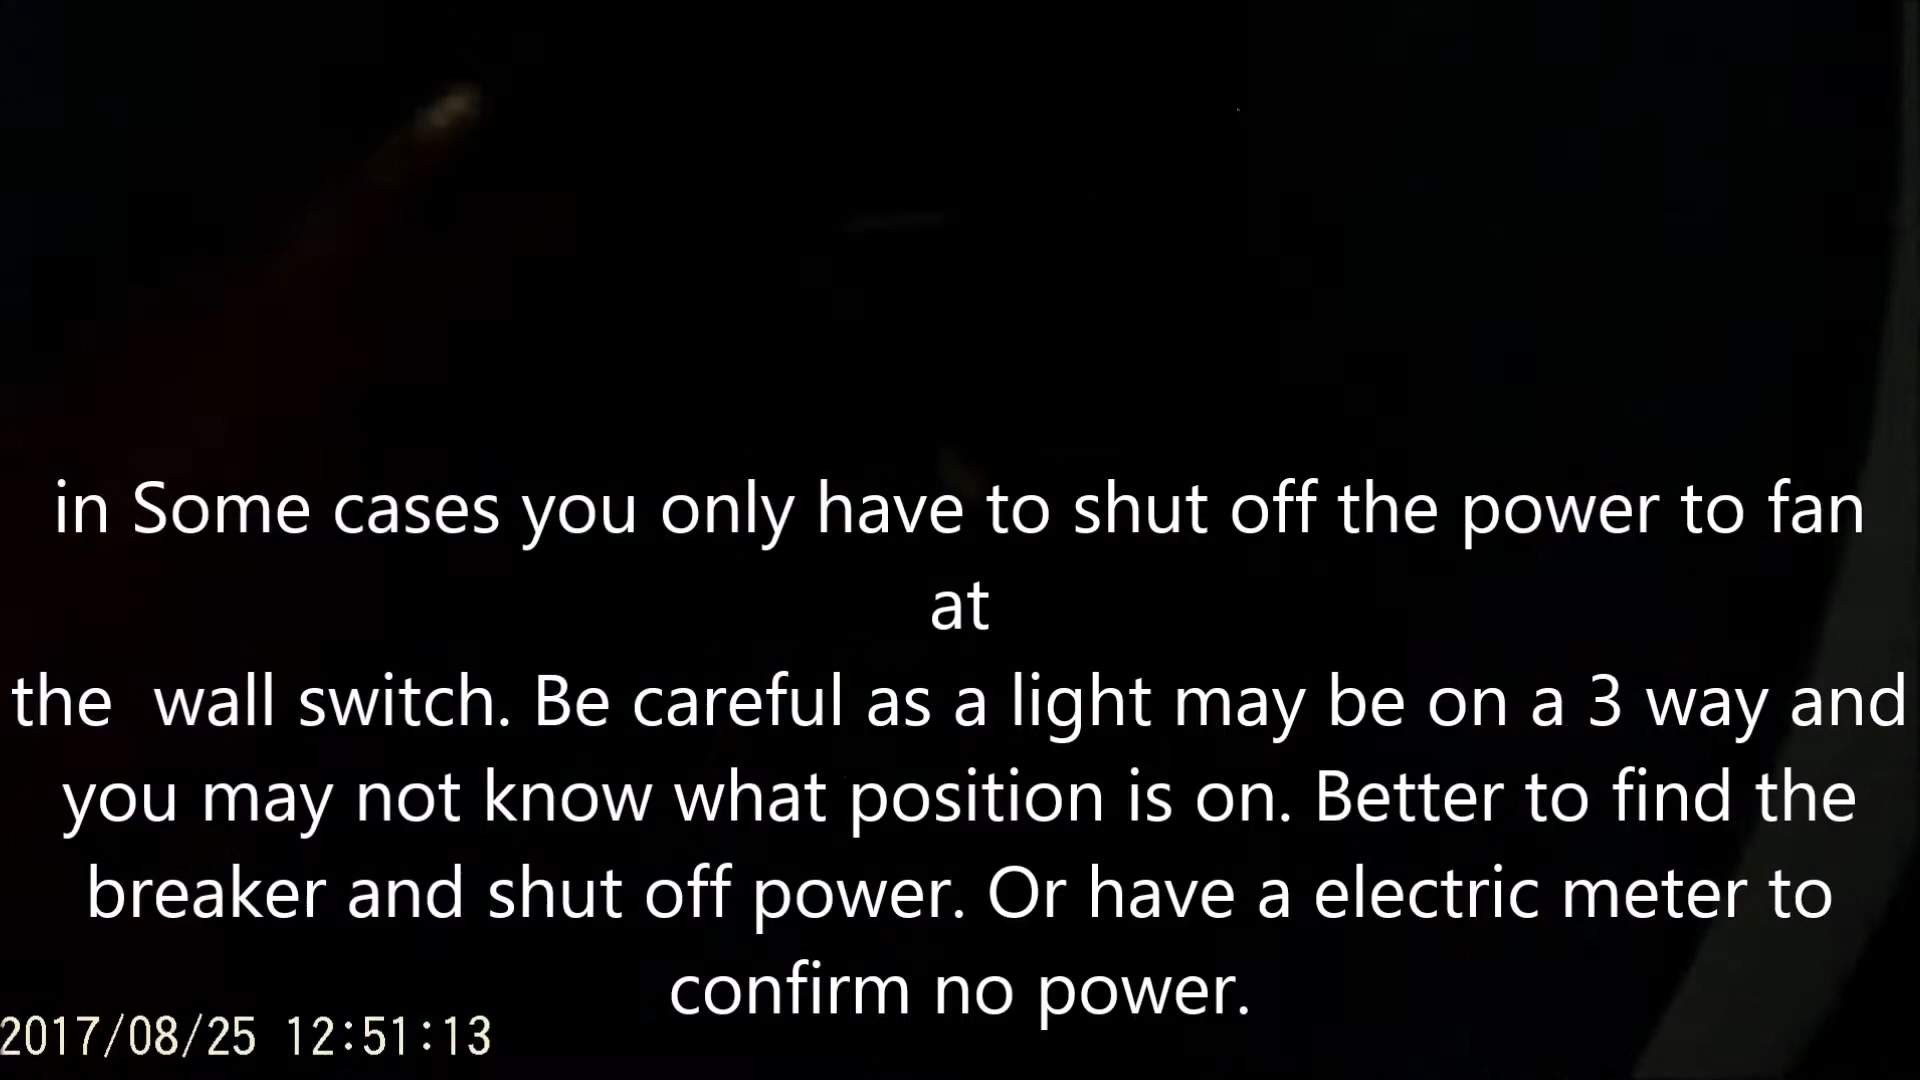 in Some cases you only have to shut off the power to fan
at
the  wall switch. Be careful as a light may be on a 3 way and
you may not know what position is on. Better to find the
breaker and shut off power. Or have a electric meter to
confirm no power.
2017/08/25 12:51:13